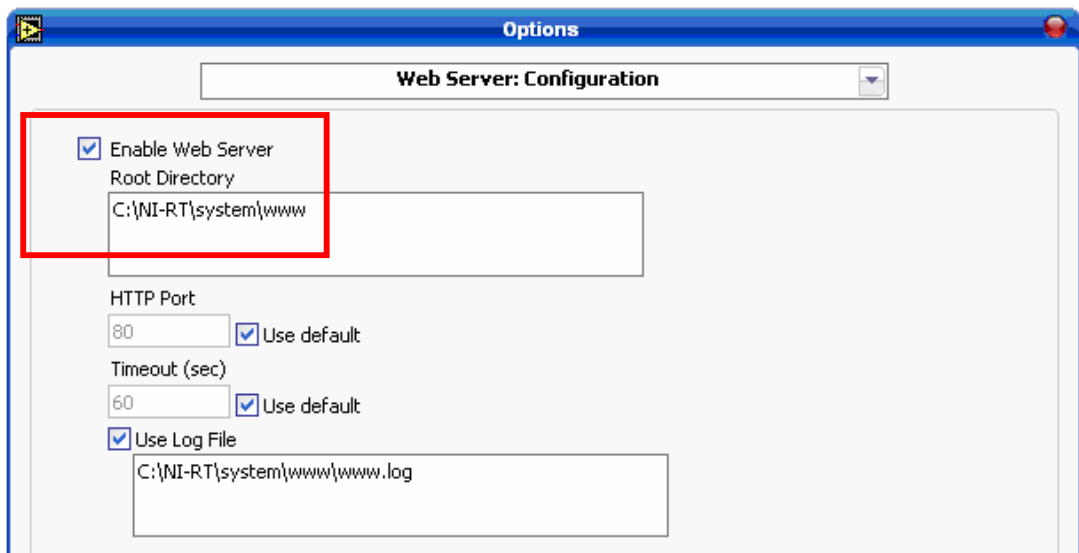 Options
Web Server: Configuration
Enable Web Server
Root Directory
C:\NI-RT\system\www
HTTP Port
80
Use default
Timeout (sec)
60
Use default
Use Log File
C:\NI-RT\system\www\www.log